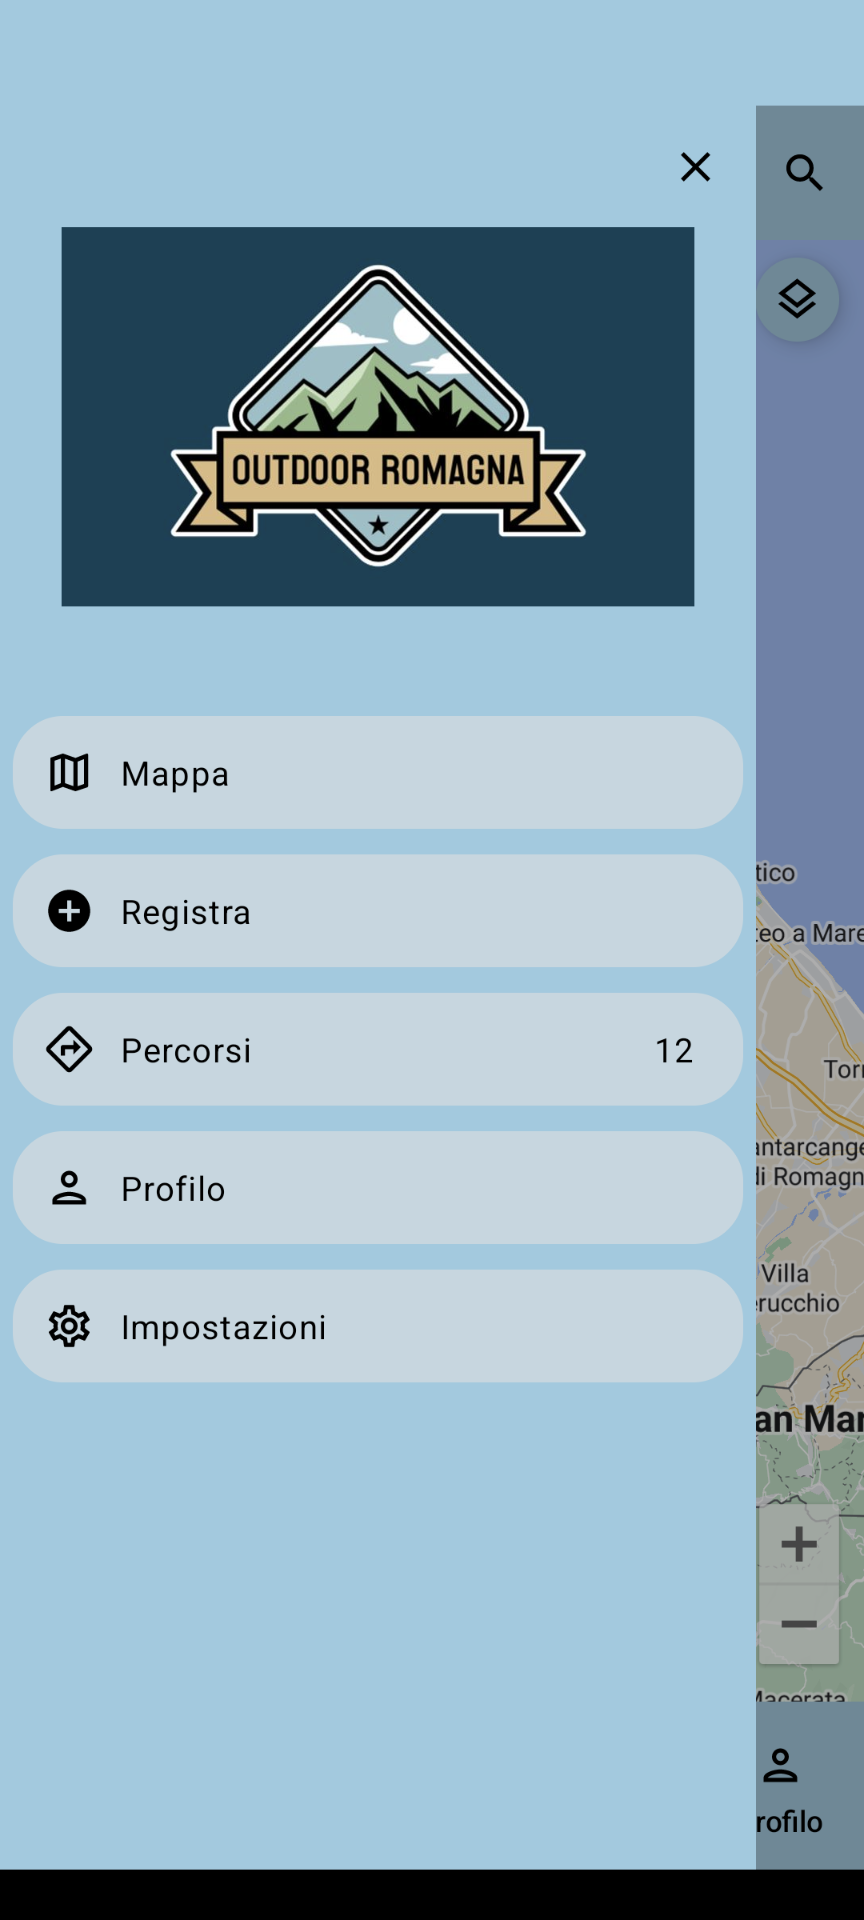 OUTDOOR ROMAGNA
Mappa
Registra
Percorsi 12
Profilo
Impostazioni
tico
eo a Mare
Torr
antarcange
di Romagn
Villa
erucchio
an Mar
Macerata
rofilo